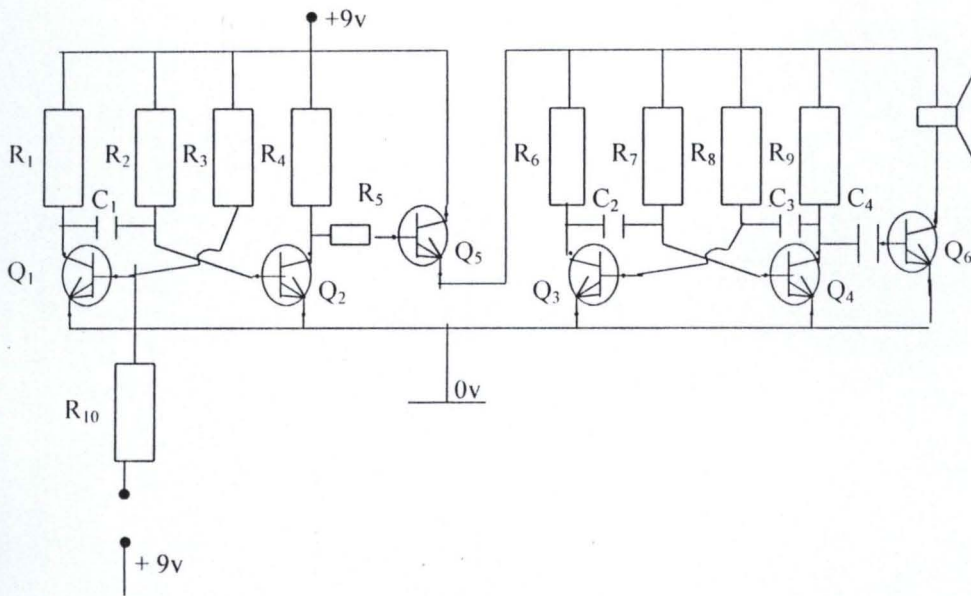 +9v
R₁ R₂ R₃ R₄ R₆ R₇ R₈ R₉
C₁ R₅ C₂ C₃ C₄
Q₁ Q₂ Q₅ Q₃ Q₄ Q₆
0v
R₁₀
+ 9v